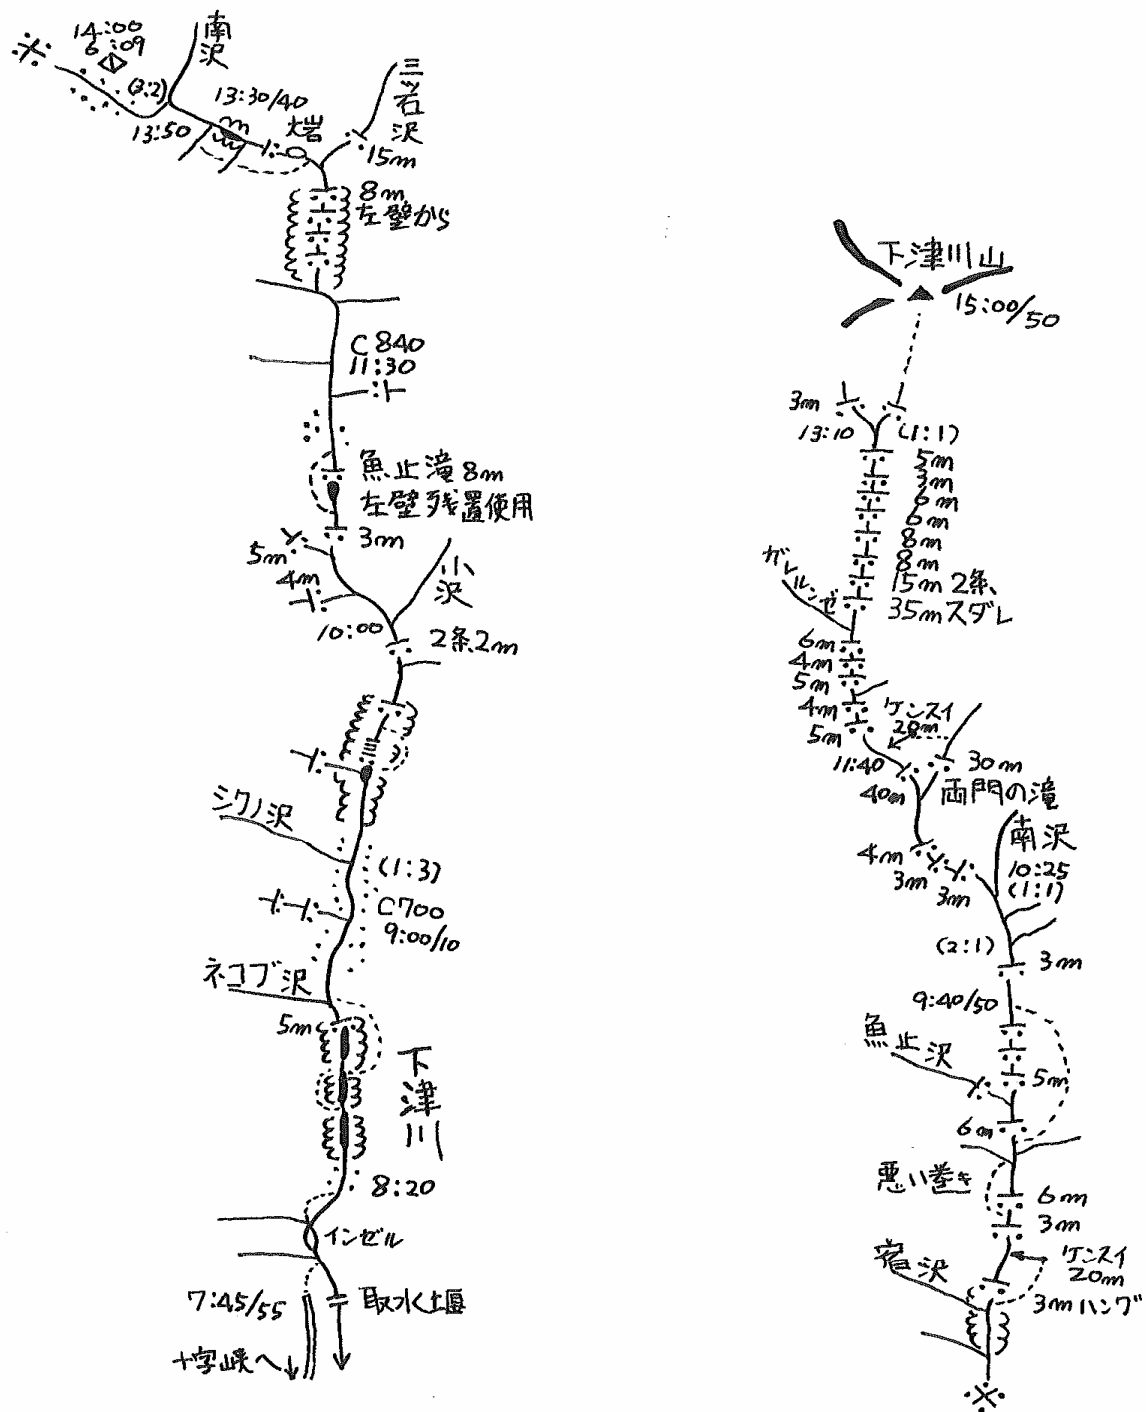 14:00
6:09
南沢
三ツ石沢
(3:2)
13:30/40
大岩
13:50
15m
8m
左壁から
C840
11:30
魚止滝8m
左壁残置使用
3m
5m
4m
小沢
10:00
2条2m
シクノ沢
(1:3)
C700
9:00/10
ネコブ沢
5m
下津川
8:20
インゼル
7:45/55
取水堰
十字峡へ↓
下津川山
15:00/50
3m
13:10
(1:1)
5m
3m
6m
6m
8m
8m
15m 2条
35mスダレ
ガレルンゼ
6m
4m
5m
4m
5m
ケンスイ
20m
11:40
30m
40m
両門の滝
南沢
4m
3m
3m
10:25
(1:1)
(2:1)
3m
9:40/50
魚止沢
5m
6m
悪い巻き
6m
3m
宿沢
ケンスイ
20m
3mハング